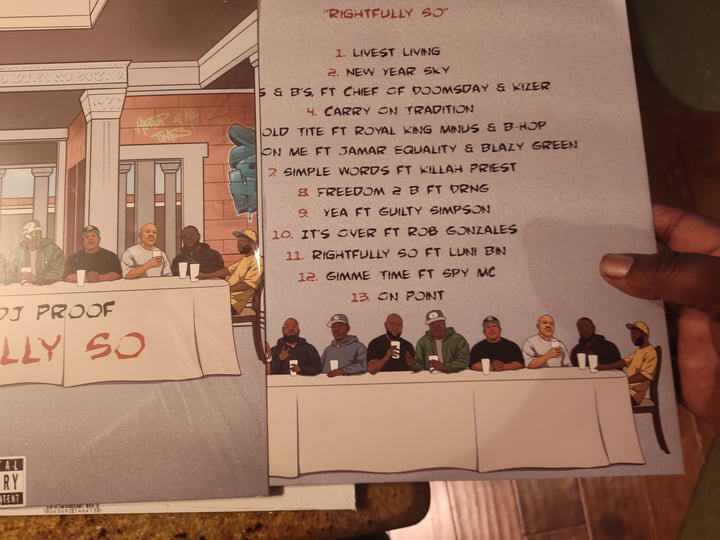 "RIGHTFULLY SO"
1. LIVEST LIVING
2. NEW YEAR SKY
& B'S, FT CHIEF OF DOOMSDAY & KIZER
4. CARRY ON TRADITION
OLD TITE FT ROYAL KING MINUS & B-HOP
ON ME FT JAMAR EQUALITY & BLAZY GREEN
7. SIMPLE WORDS FT KILLAH PRIEST
8. FREEDOM 2 B FT DRNG
9. YEA FT GUILTY SIMPSON
10. IT'S OVER FT ROB GONZALES
11. RIGHTFULLY SO FT LUNI BIN
12. GIMME TIME FT SPY MC
13. ON POINT
DJ PROOF
LLY SO